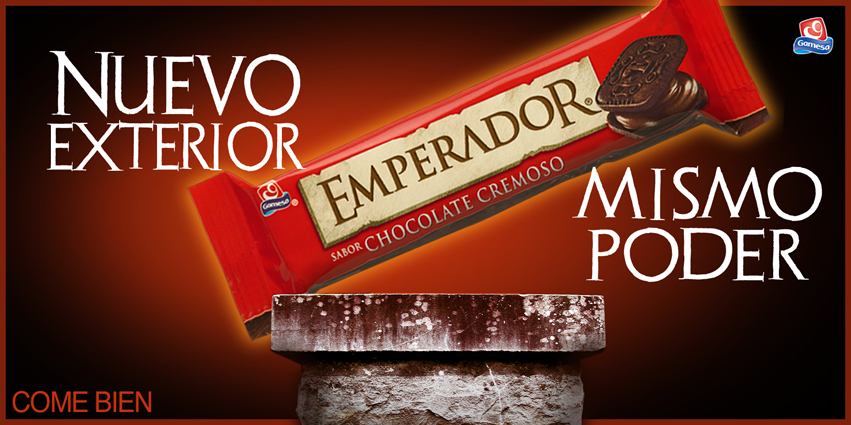 NUEVO
EXTERIOR
Gamesa
EMPERADOR®
SABOR CHOCOLATE CREMOSO
Gamesa®
MISMO
PODER
COME BIEN